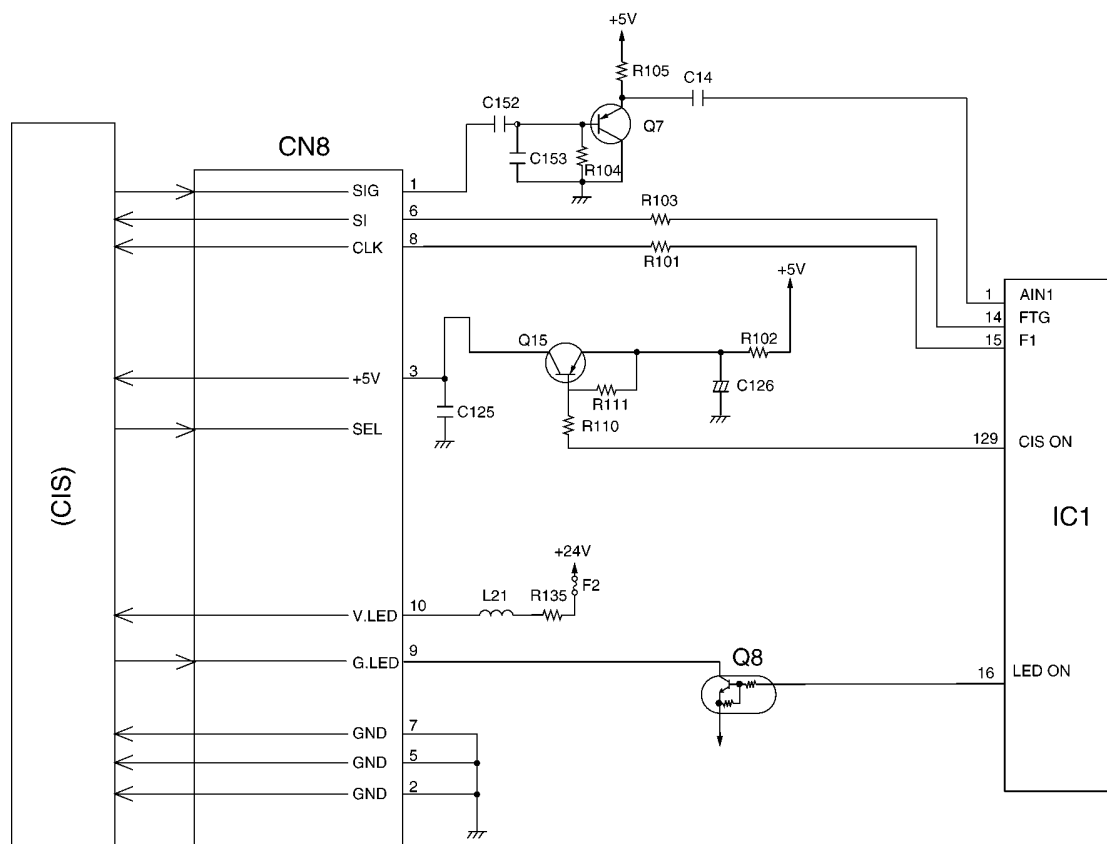 +5V
R105
C14
C152
Q7
C153
R104
CN8
SIG
1
SI
6
R103
CLK
8
R101
+5V
1
AIN1
14
FTG
15
F1
Q15
R102
+5V
3
R111
C126
C125
R110
SEL
129
CIS ON
(CIS)
IC1
+24V
F2
L21
R135
V.LED
10
G.LED
9
Q8
16
LED ON
GND
7
GND
5
GND
2